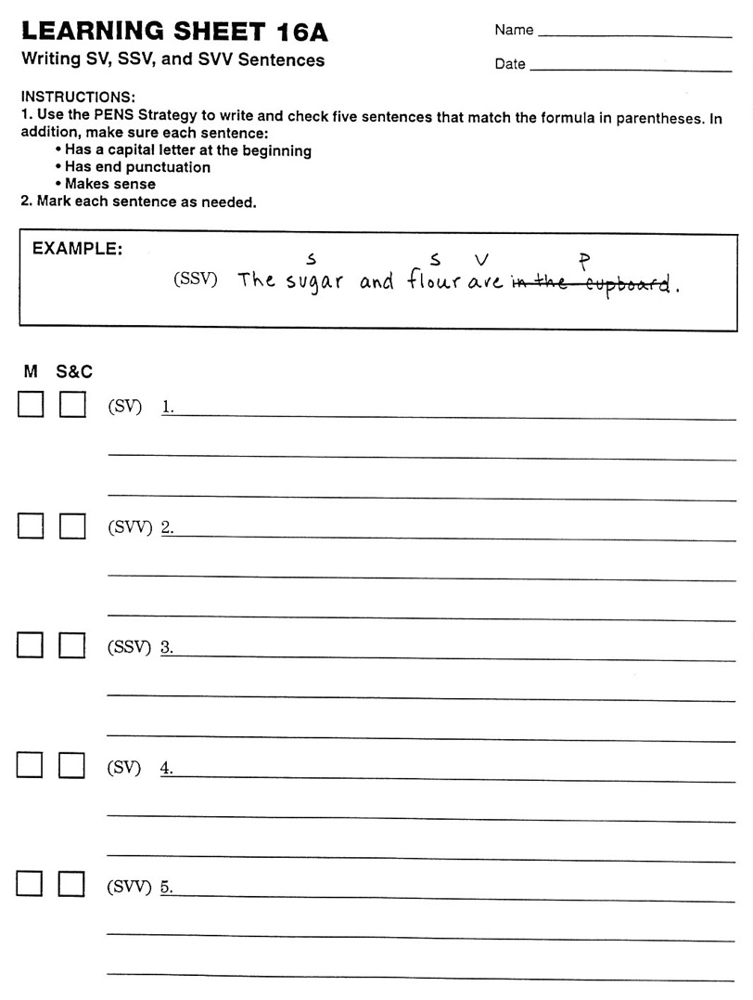 LEARNING SHEET 16A
Name
Writing SV, SSV, and SVV Sentences
Date
INSTRUCTIONS:
1. Use the PENS Strategy to write and check five sentences that match the formula in parentheses. In
addition, make sure each sentence:
• Has a capital letter at the beginning
• Has end punctuation
• Makes sense
2. Mark each sentence as needed.
EXAMPLE:
S S V P
(SSV) The sugar and flour are in the cupboard.
M S&C
(SV) 1.
(SVV) 2.
(SSV) 3.
(SV) 4.
(SVV) 5.